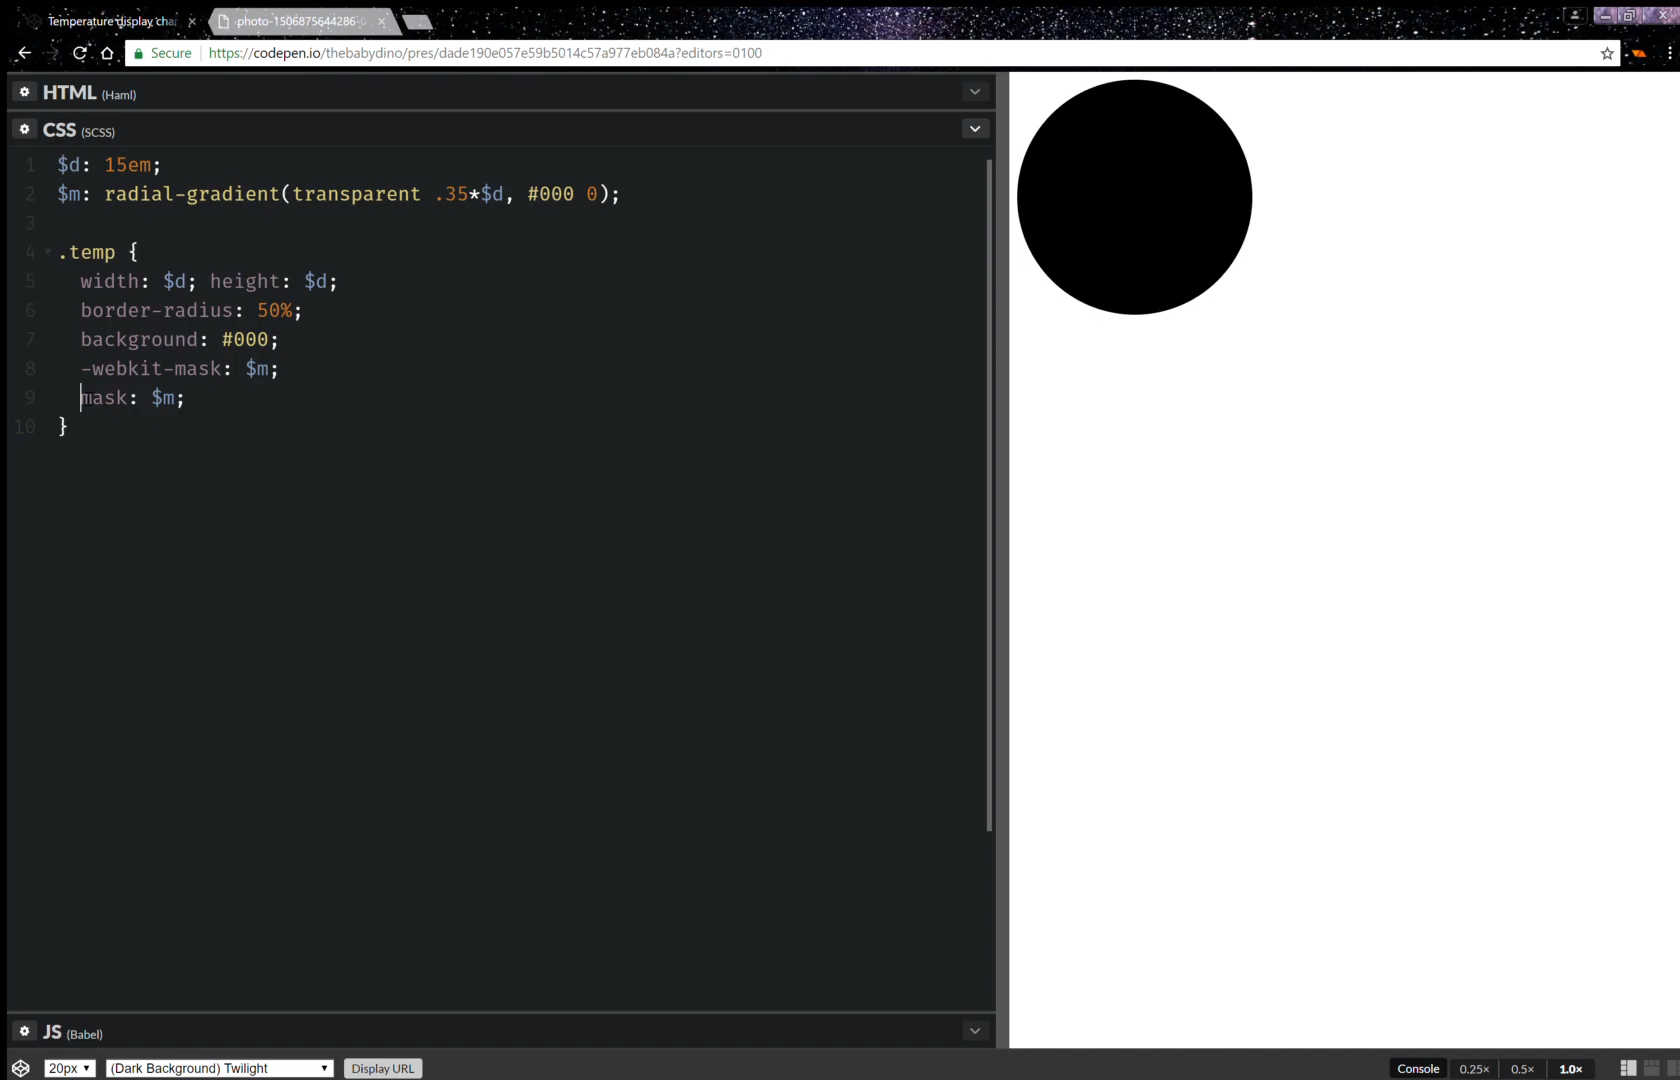 Temperature display cha
photo-1506875644286-0
Secure https://codepen.io/thebabydino/pres/dade190e057e59b5014c57a977eb084a?editors=0100
HTML (Haml)
CSS (SCSS)
1 $d: 15em;
2 $m: radial-gradient(transparent .35*$d, #000 0);
3
4 .temp {
5 width: $d; height: $d;
6 border-radius: 50%;
7 background: #000;
8 -webkit-mask: $m;
9 mask: $m;
10 }
JS (Babel)
20px (Dark Background) Twilight Display URL Console 0.25× 0.5× 1.0×